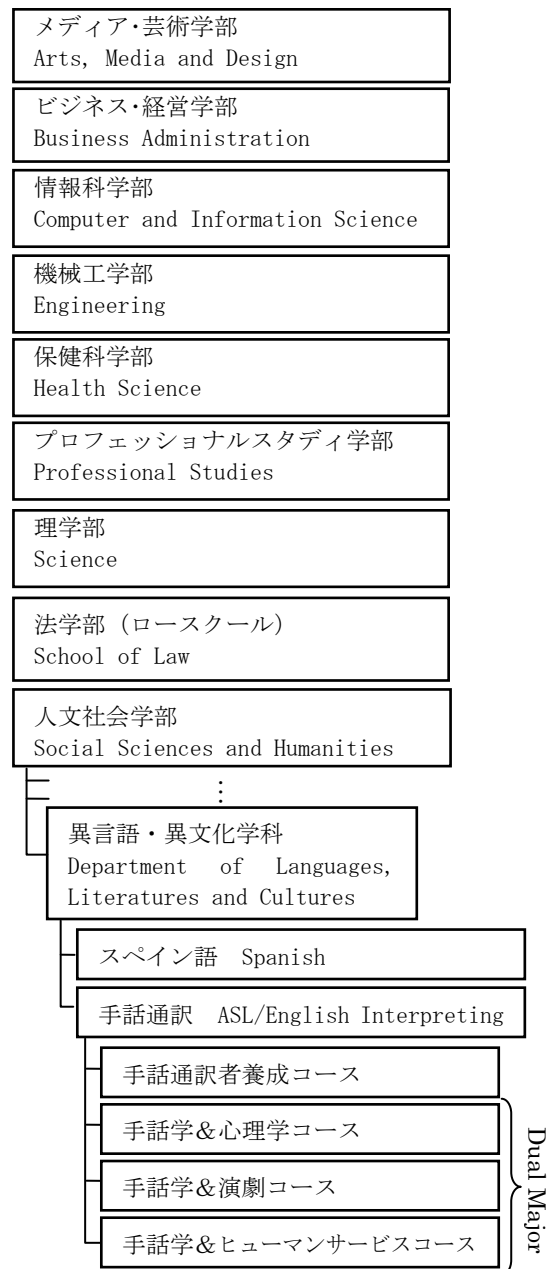 メディア・芸術学部
Arts, Media and Design
ビジネス・経営学部
Business Administration
情報科学部
Computer and Information Science
機械工学部
Engineering
保健科学部
Health Science
プロフェッショナルスタディ学部
Professional Studies
理学部
Science
法学部（ロースクール）
School of Law
人文社会学部
Social Sciences and Humanities
⋮
異言語・異文化学科
Department of Languages,
Literatures and Cultures
スペイン語　Spanish
手話通訳　ASL/English Interpreting
手話通訳者養成コース
手話学＆心理学コース
手話学＆演劇コース
手話学＆ヒューマンサービスコース
Dual Major